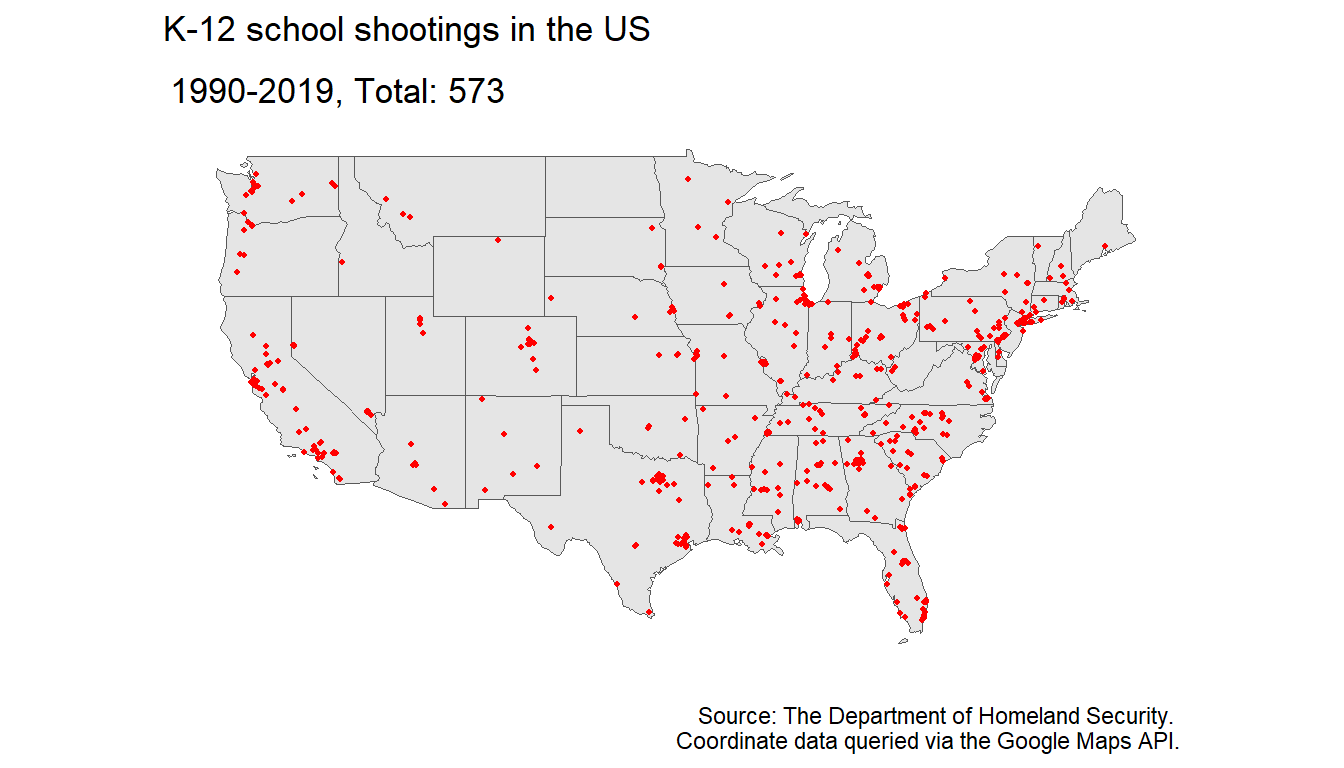 K-12 school shootings in the US
1990-2019, Total: 573
Source: The Department of Homeland Security.
Coordinate data queried via the Google Maps API.